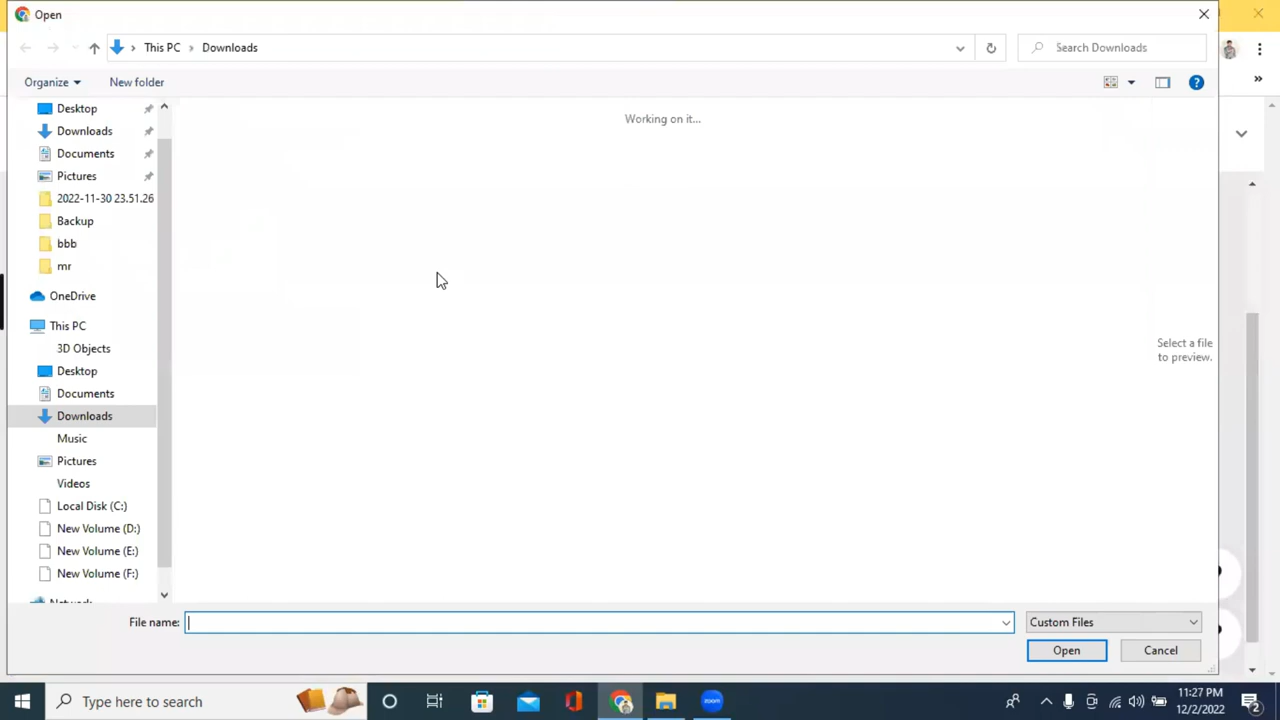 Open
This PC
Downloads
Search Downloads
Organize
New folder
Desktop
Downloads
Documents
Pictures
2022-11-30 23.51.26
Backup
bbb
mr
OneDrive
This PC
3D Objects
Desktop
Documents
Downloads
Music
Pictures
Videos
Local Disk (C:)
New Volume (D:)
New Volume (E:)
New Volume (F:)
Working on it...
Select a file
to preview.
File name:
Custom Files
Open
Cancel
Type here to search
zoom
11:27 PM
12/2/2022
2